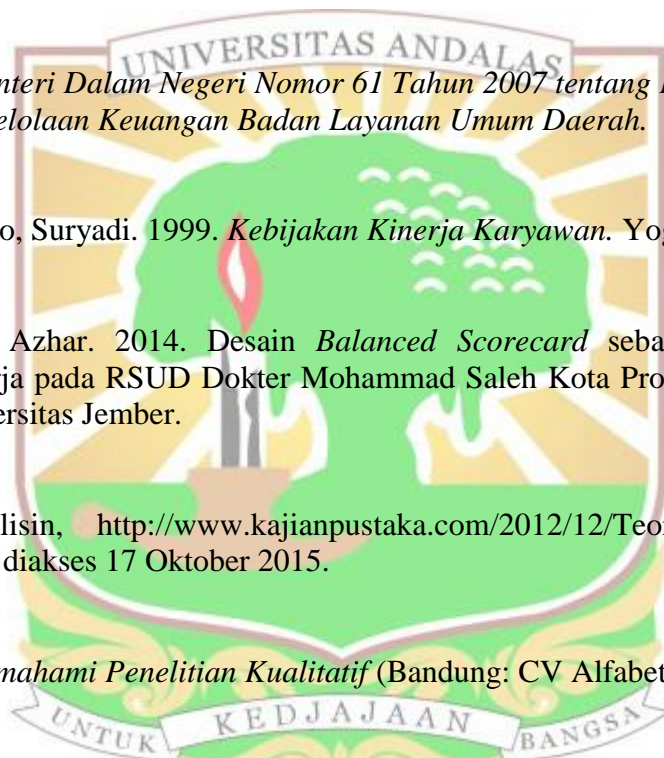 UNIVERSITAS ANDALAS
nteri Dalam Negeri Nomor 61 Tahun 2007 tentang
elolaan Keuangan Badan Layanan Umum Daerah.
o, Suryadi. 1999. Kebijakan Kinerja Karyawan. Yog
Azhar. 2014. Desain Balanced Scorecard seba
rja pada RSUD Dokter Mohammad Saleh Kota Pro
ersitas Jember.
lisin, http://www.kajianpustaka.com/2012/12/Teor
diakses 17 Oktober 2015.
mahami Penelitian Kualitatif (Bandung: CV Alfabet
UNTUK KEDJAJAAN BANGSA